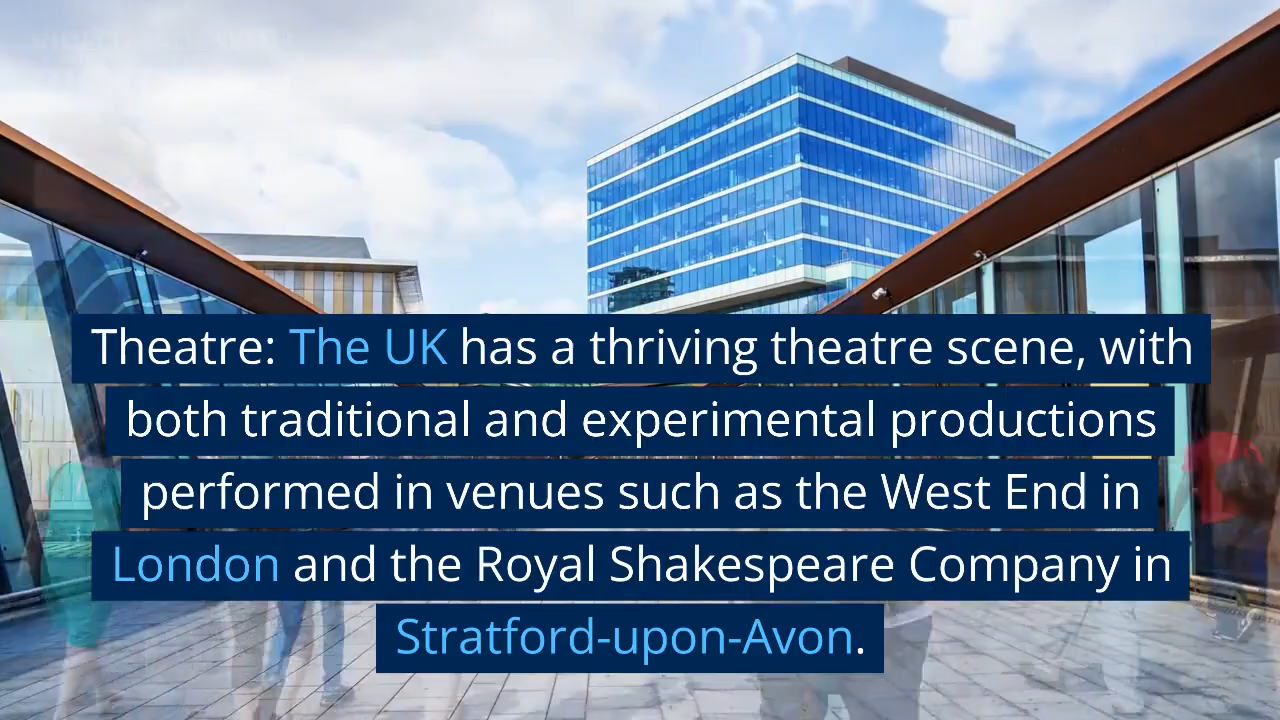 Theatre: The UK has a thriving theatre scene, with
both traditional and experimental productions
performed in venues such as the West End in
London and the Royal Shakespeare Company in
Stratford-upon-Avon.